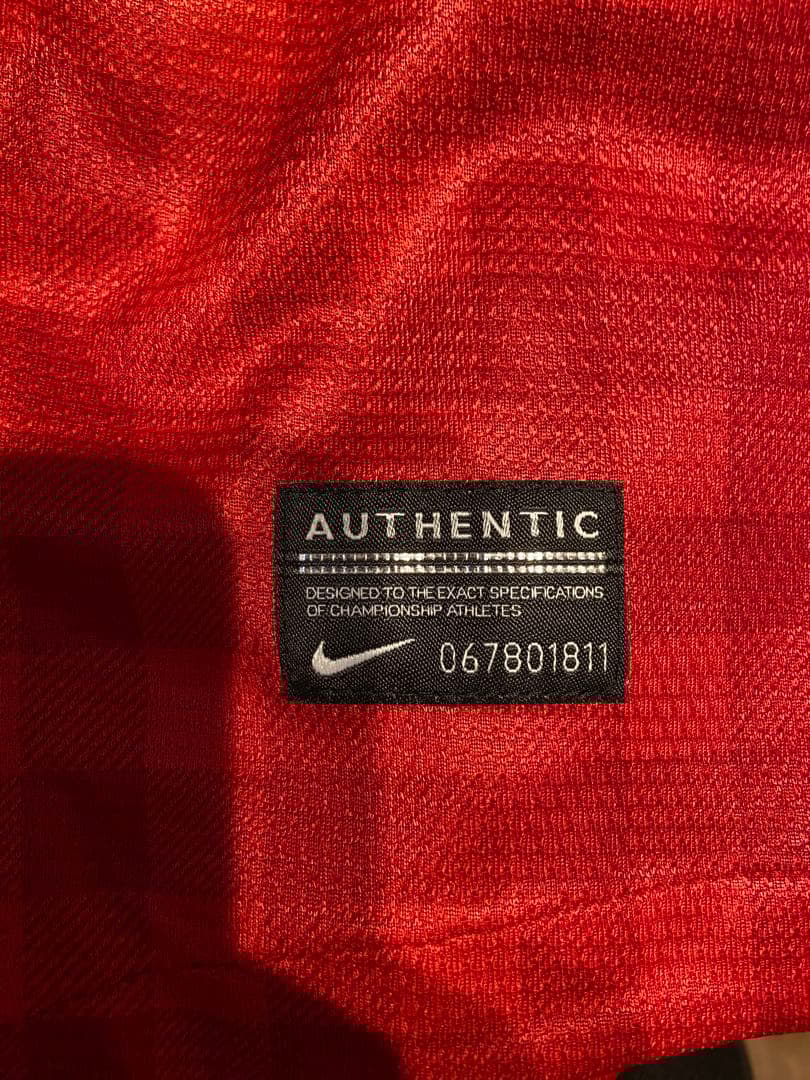 AUTHENTIC
DESIGNED TO THE EXACT SPECIFICATIONS
OF CHAMPIONSHIP ATHLETES
067801811